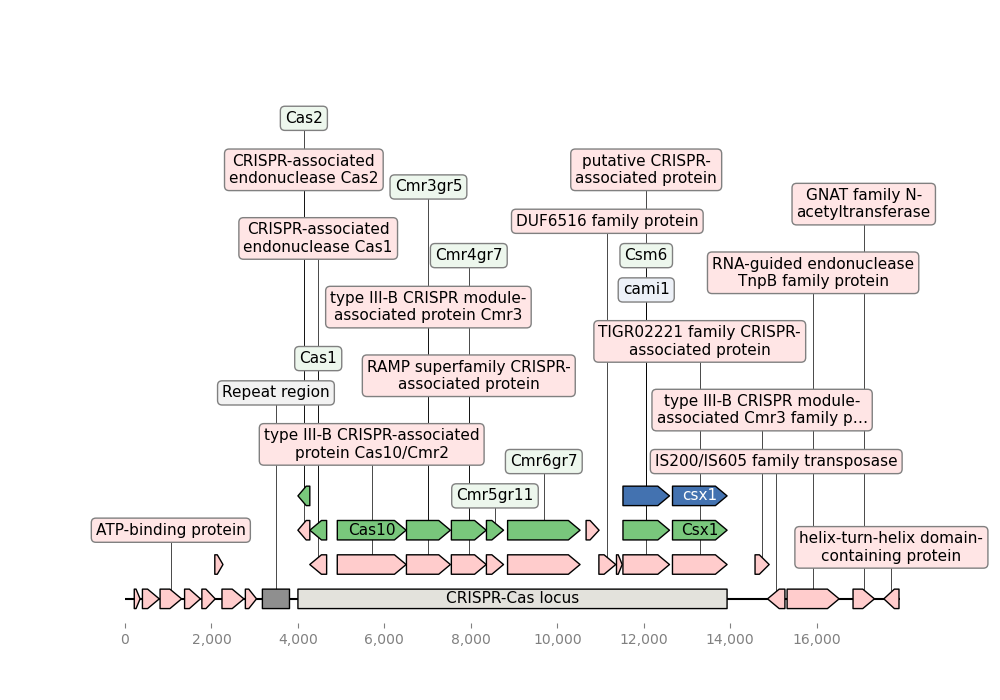 Cas2
CRISPR-associated
endonuclease Cas2
putative CRISPR-
associated protein
Cmr3gr5
GNAT family N-
acetyltransferase
DUF6516 family protein
CRISPR-associated
endonuclease Cas1
Cmr4gr7
Csm6
RNA-guided endonuclease
TnpB family protein
cami1
type III-B CRISPR module-
associated protein Cmr3
TIGR02221 family CRISPR-
associated protein
Cas1
RAMP superfamily CRISPR-
associated protein
Repeat region
type III-B CRISPR module-
associated Cmr3 family p...
type III-B CRISPR-associated
protein Cas10/Cmr2
Cmr6gr7
IS200/IS605 family transposase
Cmr5gr11
csx1
ATP-binding protein
Cas10
Csx1
helix-turn-helix domain-
containing protein
CRISPR-Cas locus
0
2,000
4,000
6,000
8,000
10,000
12,000
14,000
16,000